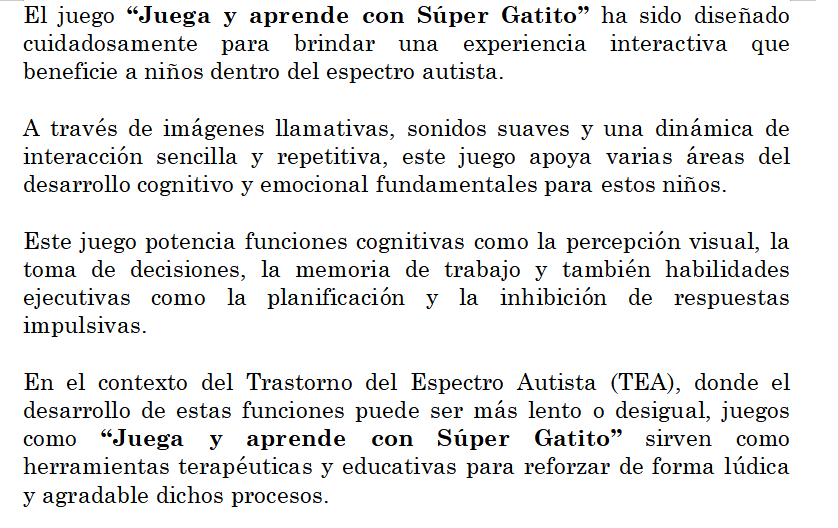 El juego “Juega y aprende con Súper Gatito” ha sido diseñado
cuidadosamente para brindar una experiencia interactiva que
beneficie a niños dentro del espectro autista.
A través de imágenes llamativas, sonidos suaves y una dinámica de
interacción sencilla y repetitiva, este juego apoya varias áreas del
desarrollo cognitivo y emocional fundamentales para estos niños.
Este juego potencia funciones cognitivas como la percepción visual, la
toma de decisiones, la memoria de trabajo y también habilidades
ejecutivas como la planificación y la inhibición de respuestas
impulsivas.
En el contexto del Trastorno del Espectro Autista (TEA), donde el
desarrollo de estas funciones puede ser más lento o desigual, juegos
como “Juega y aprende con Súper Gatito” sirven como
herramientas terapéuticas y educativas para reforzar de forma lúdica
y agradable dichos procesos.